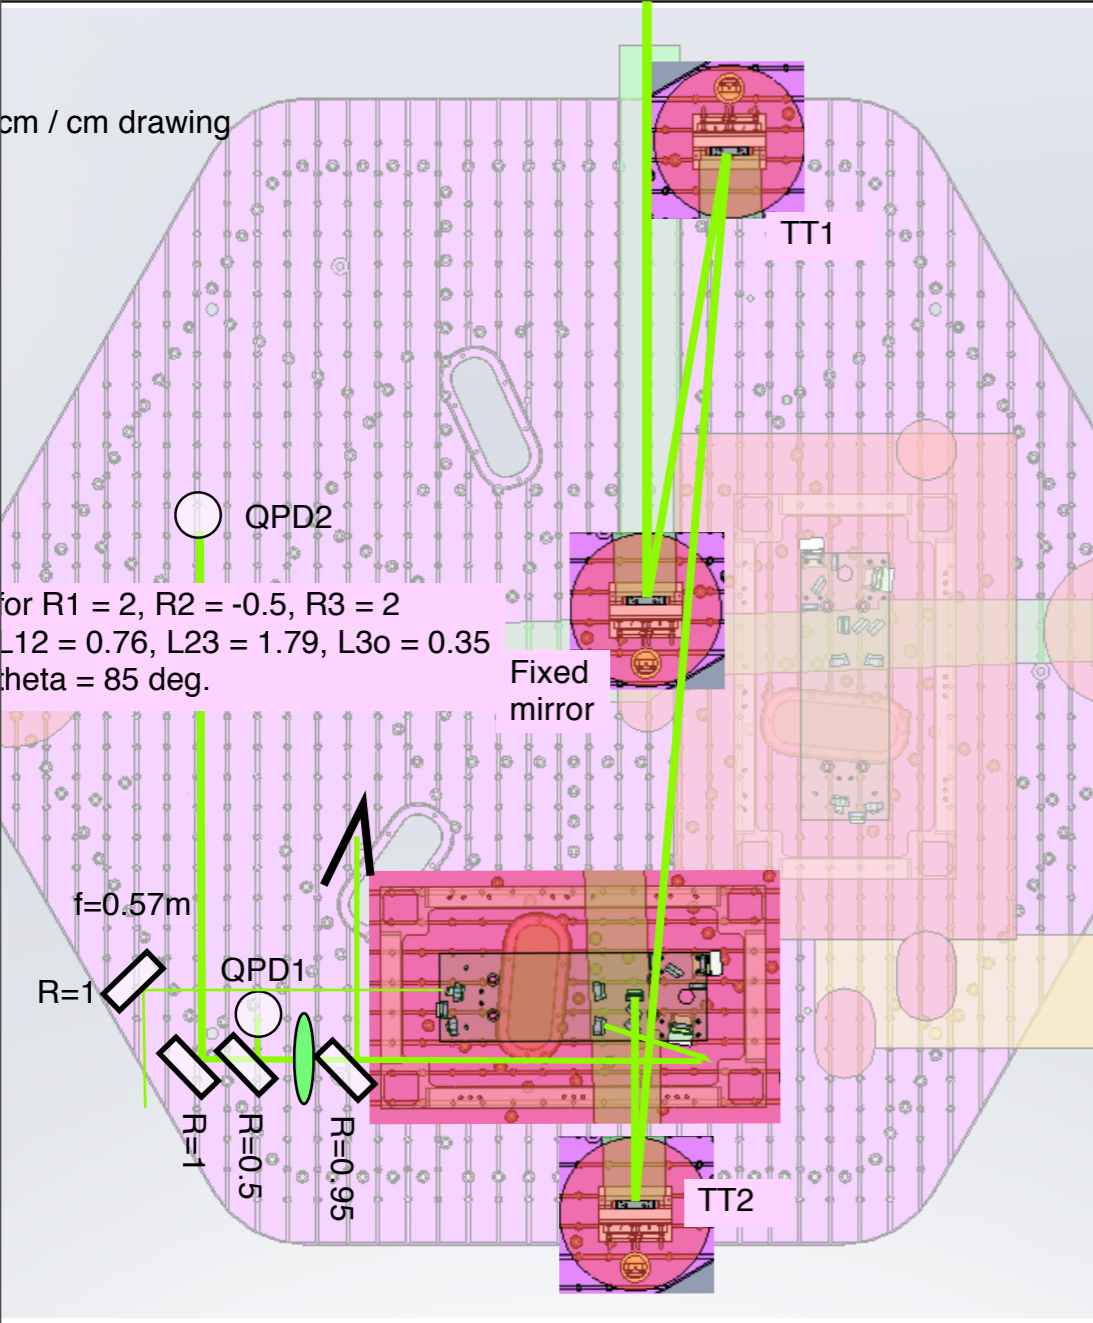 cm / cm drawing
TT1
QPD2
for R1 = 2, R2 = -0.5, R3 = 2
L12 = 0.76, L23 = 1.79, L3o = 0.35
theta = 85 deg.
Fixed
mirror
f=0.57m
QPD1
R=1
R=1
R=0.5
R=0.95
TT2